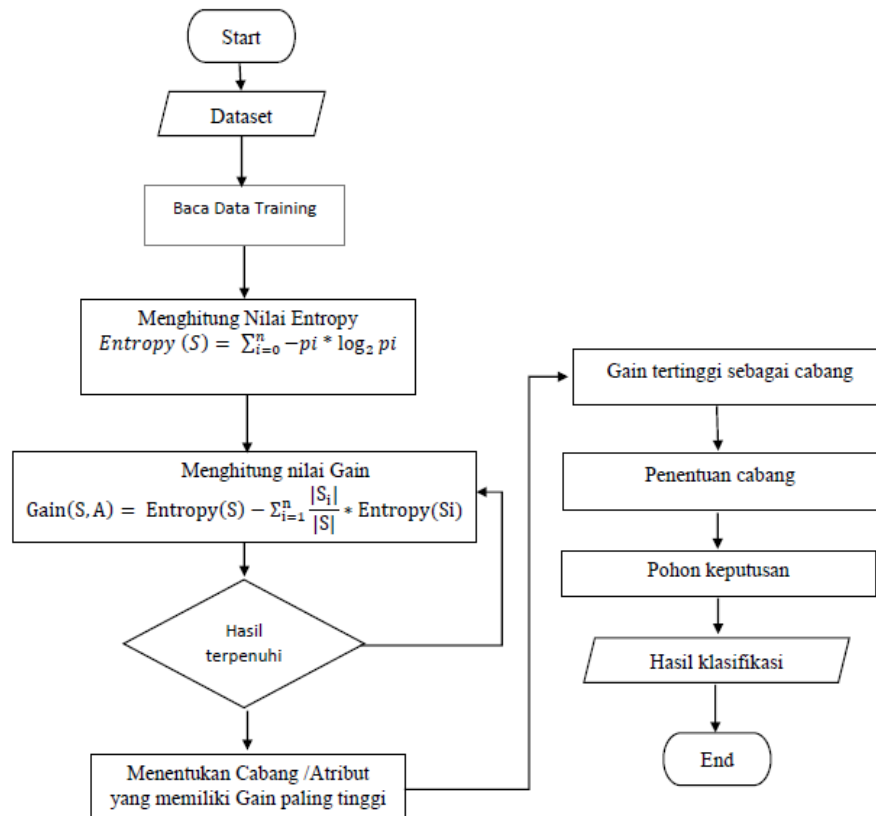 Start
Dataset
Baca Data Training
Menghitung Nilai Entropy
Entropy (S) = ∑ⁿᵢ₌₀ −pi * log₂ pi
Menghitung nilai Gain
Gain(S, A) = Entropy(S) − Σⁿᵢ₌₁ |Sᵢ|/|S| * Entropy(Si)
Hasil
terpenuhi
Menentukan Cabang /Atribut
yang memiliki Gain paling tinggi
Gain tertinggi sebagai cabang
Penentuan cabang
Pohon keputusan
Hasil klasifikasi
End